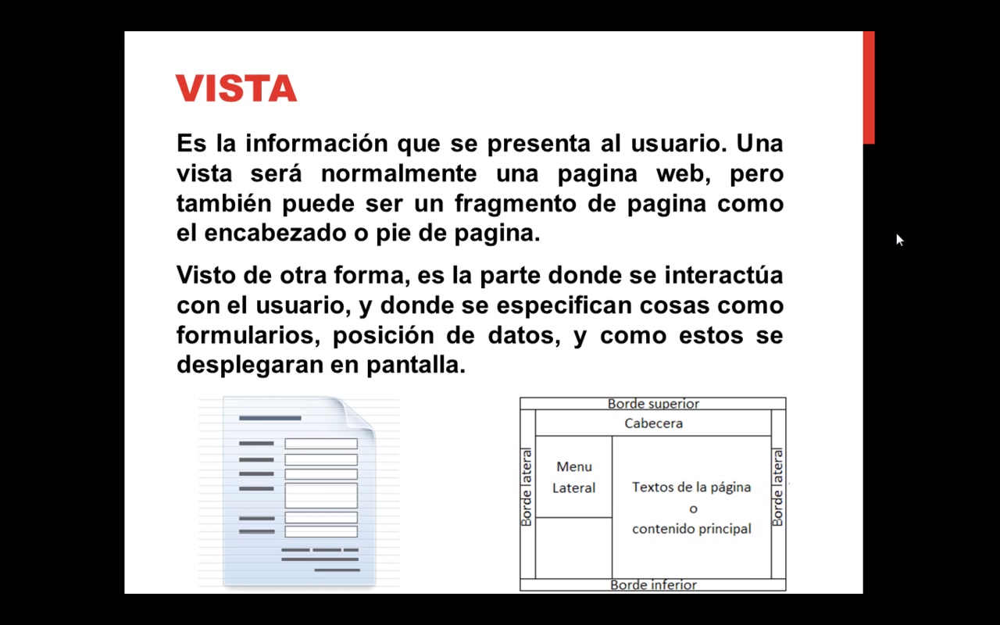 VISTA
Es la información que se presenta al usuario. Una
vista será normalmente una pagina web, pero
también puede ser un fragmento de pagina como
el encabezado o pie de pagina.
Visto de otra forma, es la parte donde se interactúa
con el usuario, y donde se especifican cosas como
formularios, posición de datos, y como estos se
desplegaran en pantalla.
Borde superior
Cabecera
Borde lateral
Menu
Lateral
Textos de la página
o
contenido principal
Borde lateral
Borde inferior